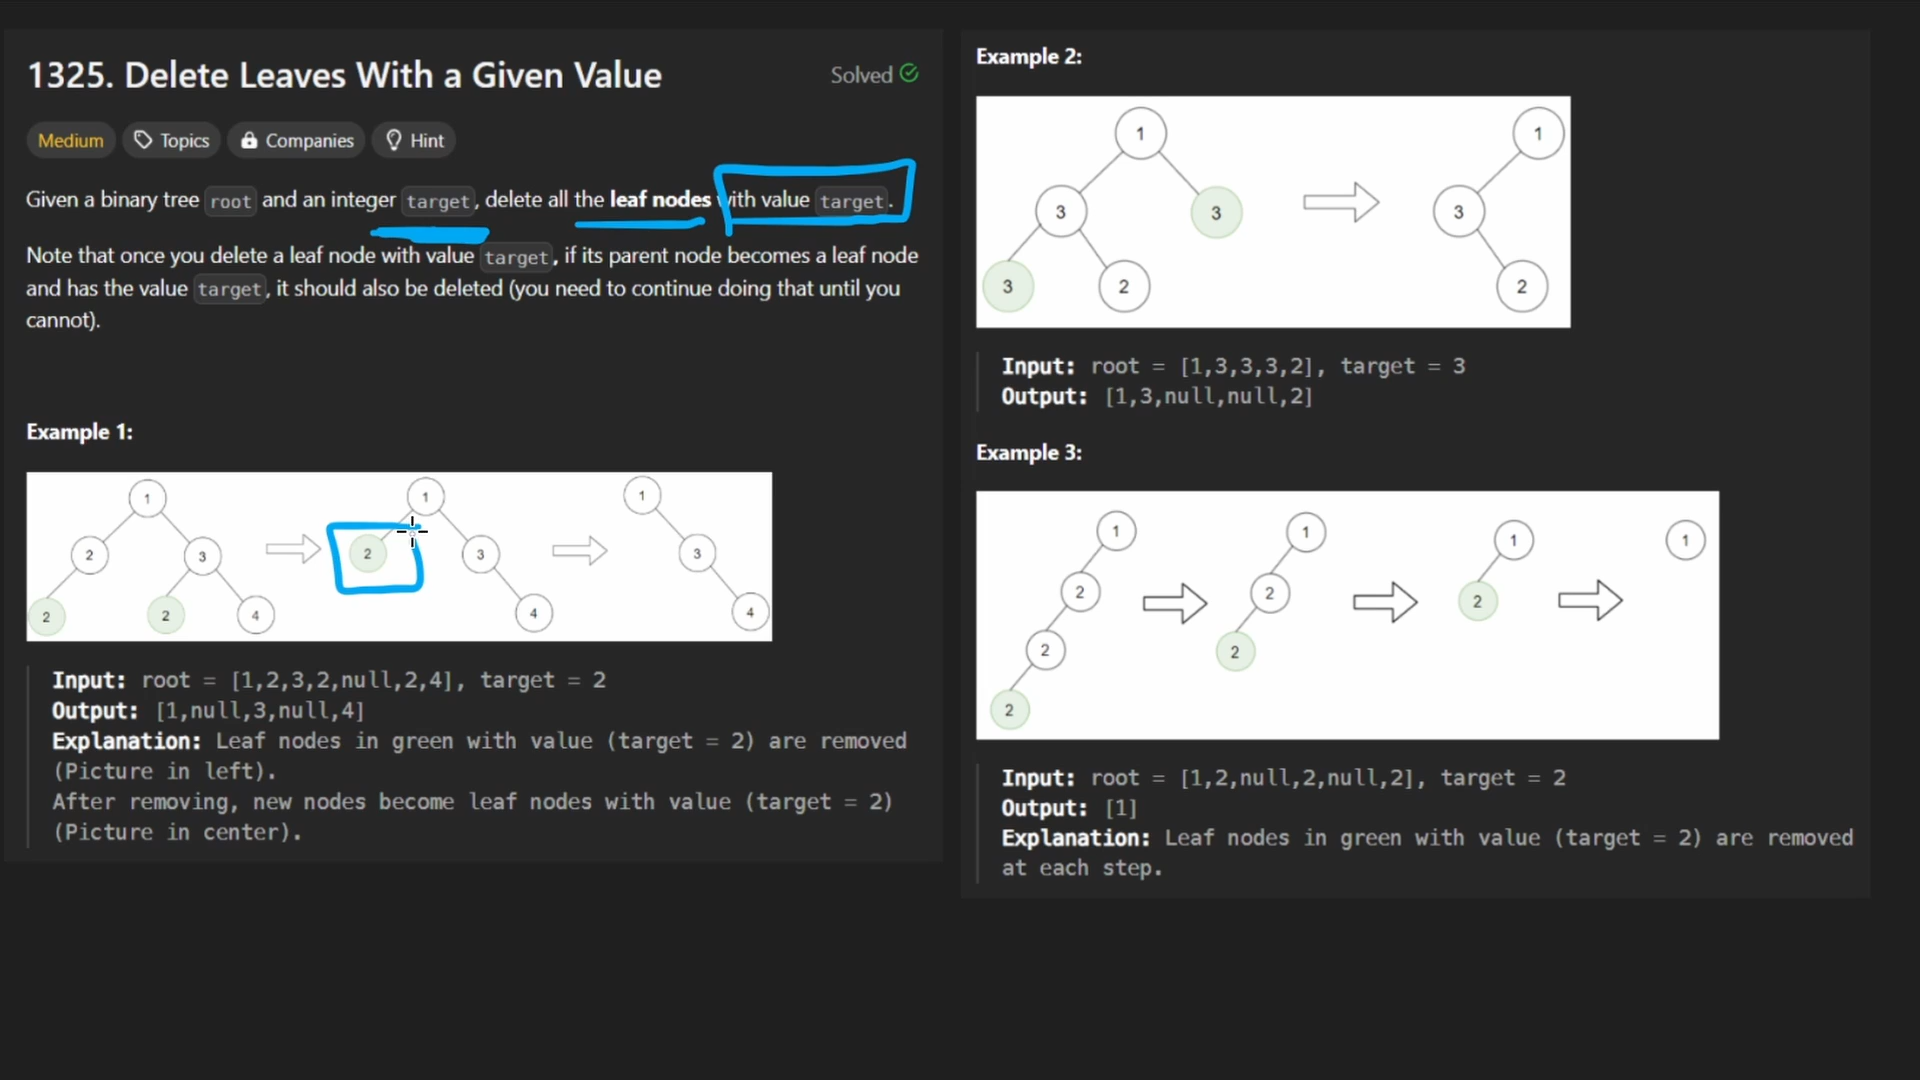 1325. Delete Leaves With a Given Value
Solved
Medium Topics Companies Hint
Given a binary tree root and an integer target, delete all the leaf nodes with value target.
Note that once you delete a leaf node with value target, if its parent node becomes a leaf node
and has the value target, it should also be deleted (you need to continue doing that until you
cannot).
Example 1:
1 1 1
2 3 2 3 3
2 2 4 4 4
Input: root = [1,2,3,2,null,2,4], target = 2
Output: [1,null,3,null,4]
Explanation: Leaf nodes in green with value (target = 2) are removed
(Picture in left).
After removing, new nodes become leaf nodes with value (target = 2)
(Picture in center).
Example 2:
1 1
3 3 3
3 2 2
Input: root = [1,3,3,3,2], target = 3
Output: [1,3,null,null,2]
Example 3:
1 1 1 1
2 2 2
2 2
2
Input: root = [1,2,null,2,null,2], target = 2
Output: [1]
Explanation: Leaf nodes in green with value (target = 2) are removed
at each step.